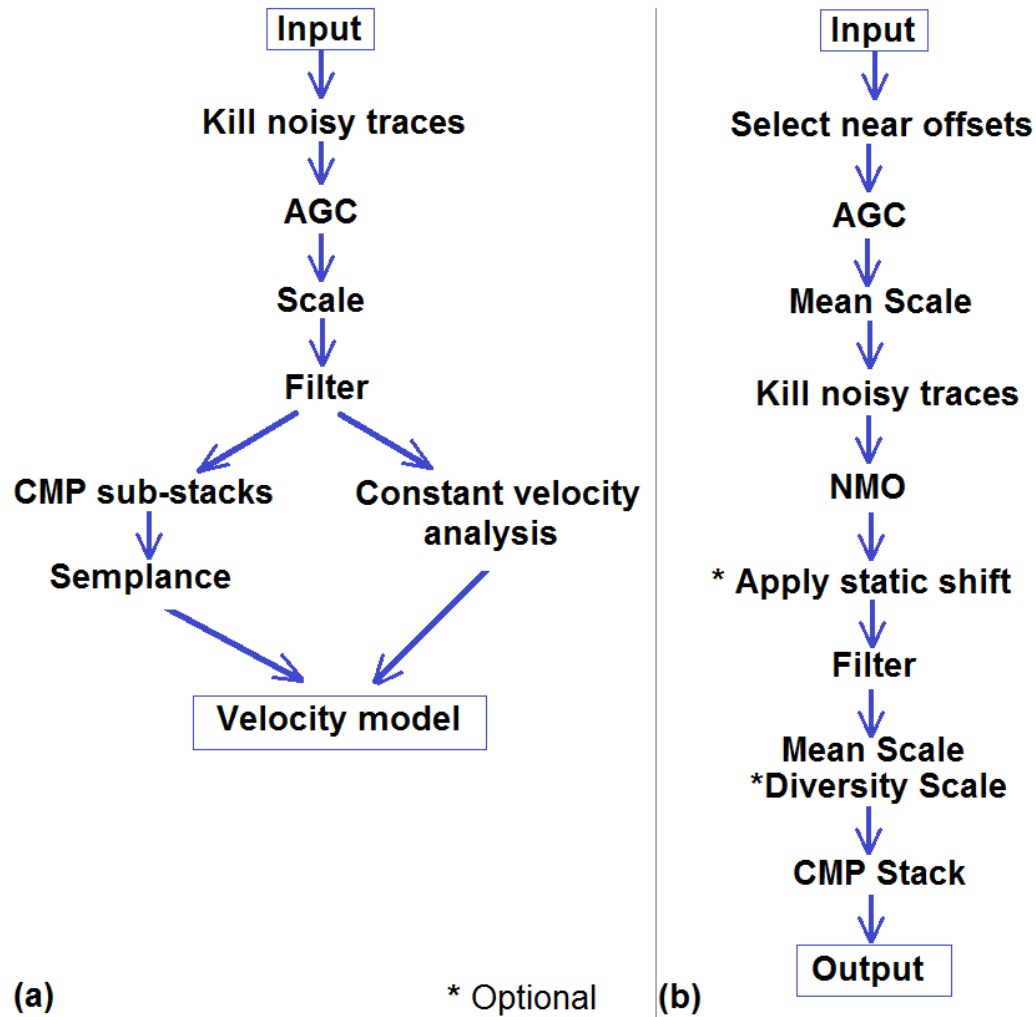 Input
Kill noisy traces
AGC
Scale
Filter
CMP sub-stacks
Semplance
Constant velocity
analysis
Velocity model
(a)
* Optional
Input
Select near offsets
AGC
Mean Scale
Kill noisy traces
NMO
* Apply static shift
Filter
Mean Scale
*Diversity Scale
CMP Stack
Output
(b)